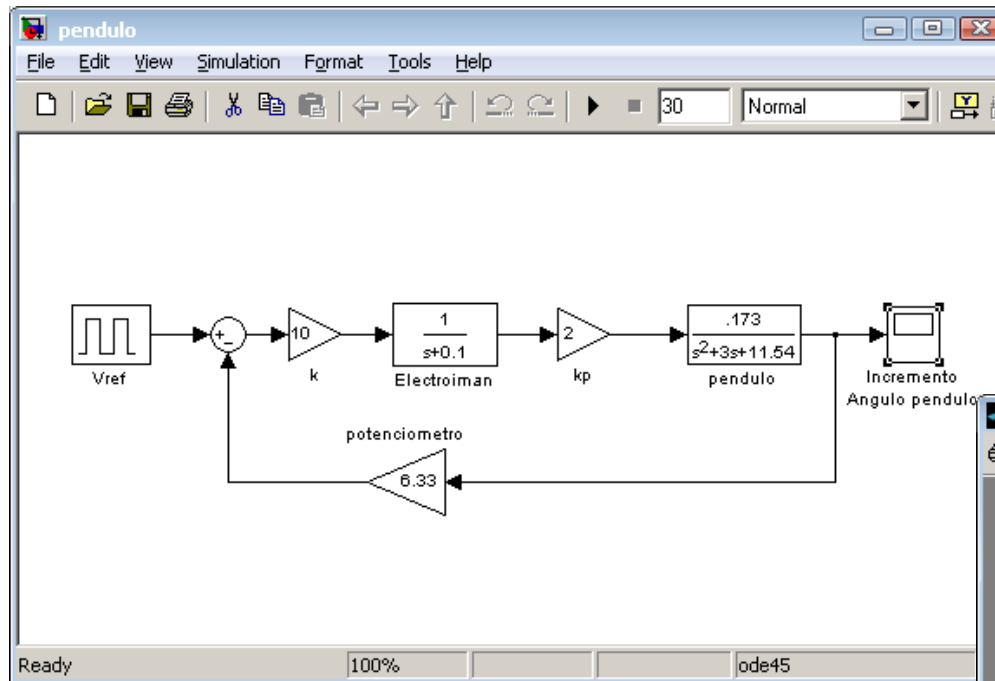 pendulo
File Edit View Simulation Format Tools Help
30 Normal
10
1
s+0.1
2
.173
s²+3s+11.54
Vref
k
Electroiman
kp
pendulo
Incremento
Angulo pendulo
potenciometro
6.33
Ready 100% ode45